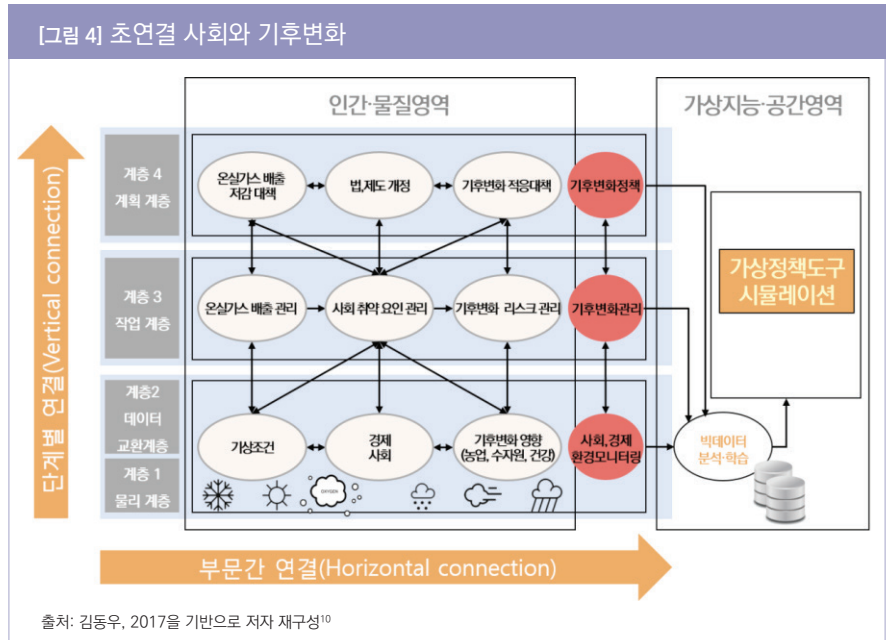 [그림 4] 초연결 사회와 기후변화
인간·물질영역
가상지능·공간영역
단계별 연결(Vertical connection)
계층 4
계획 계층
온실가스 배출
저감 대책
법,제도 개정
기후변화 적응대책
기후변화정책
가상정책도구
시뮬레이션
계층 3
작업 계층
온실가스 배출 관리
사회 취약 요인 관리
기후변화 리스크 관리
기후변화관리
계층2
데이터
교환계층
기상조건
경제
사회
기후변화 영향
(농업, 수자원, 건강)
사회, 경제
환경모니터링
빅데이터
분석·학습
계층 1
물리 계층
부문간 연결(Horizontal connection)
출처: 김동우, 2017을 기반으로 저자 재구성¹⁰